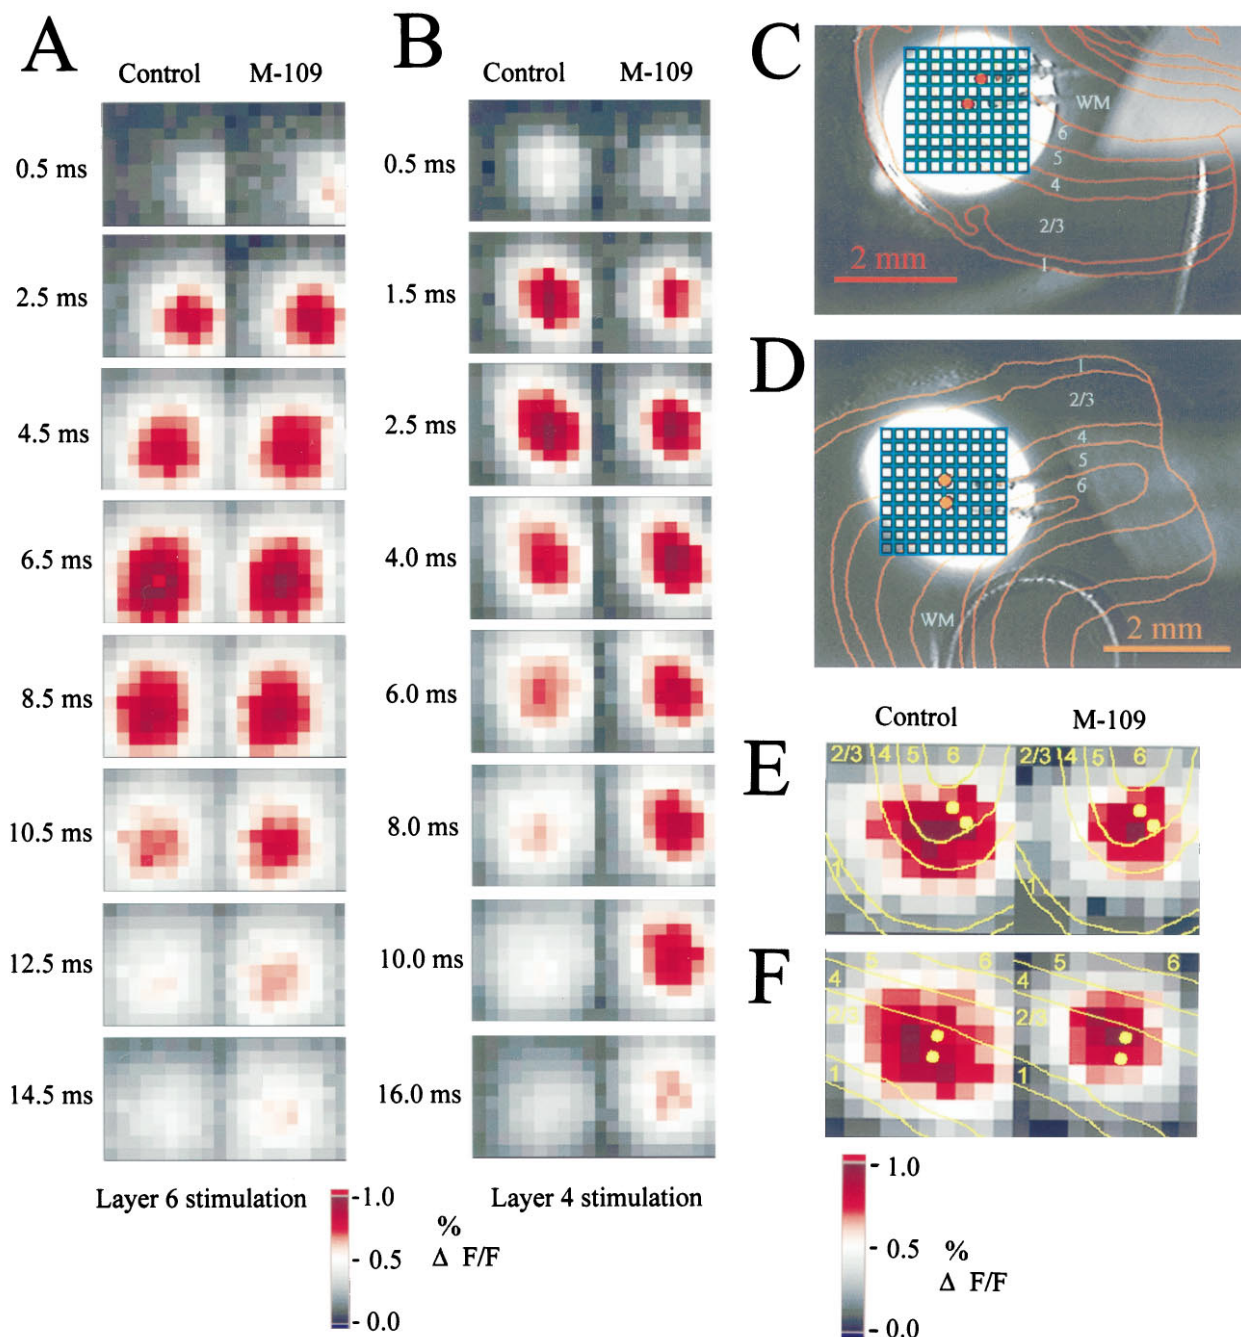 A
Control M-109
0.5 ms
2.5 ms
4.5 ms
6.5 ms
8.5 ms
10.5 ms
12.5 ms
14.5 ms
Layer 6 stimulation
1.0
0.5
0.0
%
Δ F/F
B
Control M-109
0.5 ms
1.5 ms
2.5 ms
4.0 ms
6.0 ms
8.0 ms
10.0 ms
16.0 ms
Layer 4 stimulation
C
WM
6
5
4
2/3
1
2 mm
D
1
2/3
4
5
6
WM
2 mm
Control M-109
E
2/3 4 5 6 2/3 4 5 6
1 1
F
5 6 5 6
4 4
2/3 2/3
1 1
1.0
0.5
0.0
%
Δ F/F